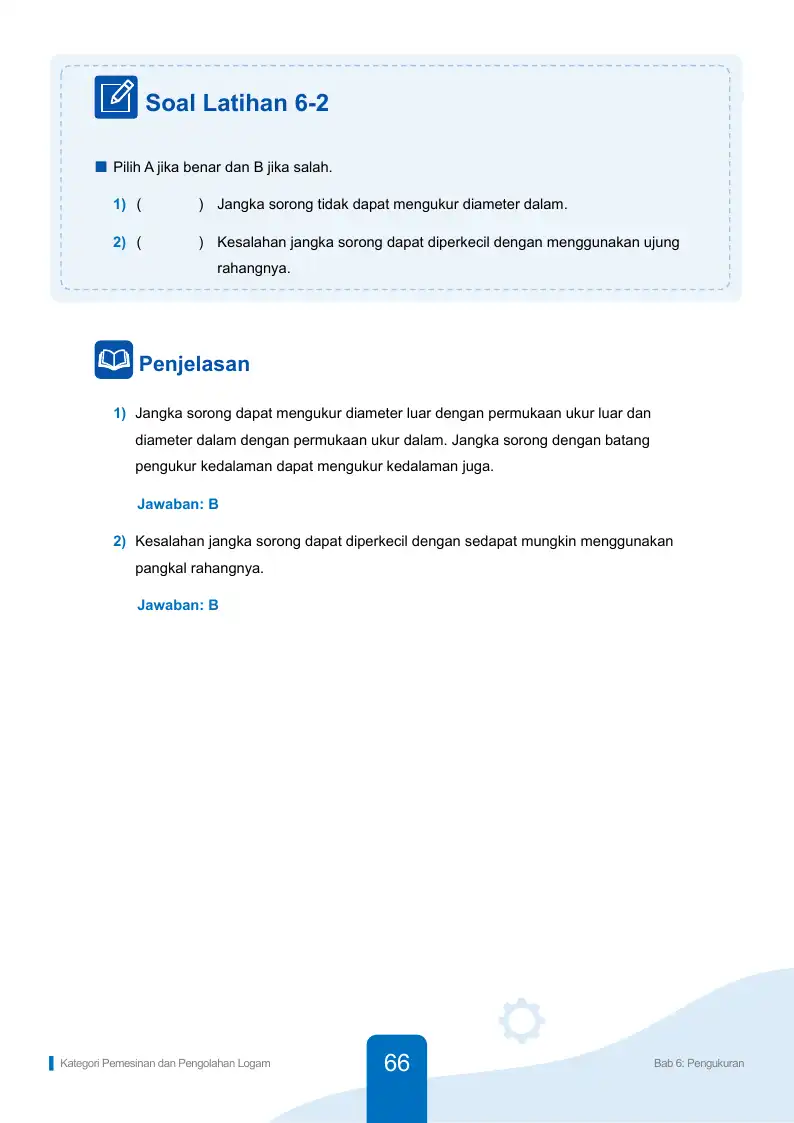 Soal Latihan 6-2
Pilih A jika benar dan B jika salah.
1) ( ) Jangka sorong tidak dapat mengukur diameter dalam.
2) ( ) Kesalahan jangka sorong dapat diperkecil dengan menggunakan ujung
rahangnya.
Penjelasan
1) Jangka sorong dapat mengukur diameter luar dengan permukaan ukur luar dan
diameter dalam dengan permukaan ukur dalam. Jangka sorong dengan batang
pengukur kedalaman dapat mengukur kedalaman juga.
Jawaban: B
2) Kesalahan jangka sorong dapat diperkecil dengan sedapat mungkin menggunakan
pangkal rahangnya.
Jawaban: B
Kategori Pemesinan dan Pengolahan Logam
66
Bab 6: Pengukuran